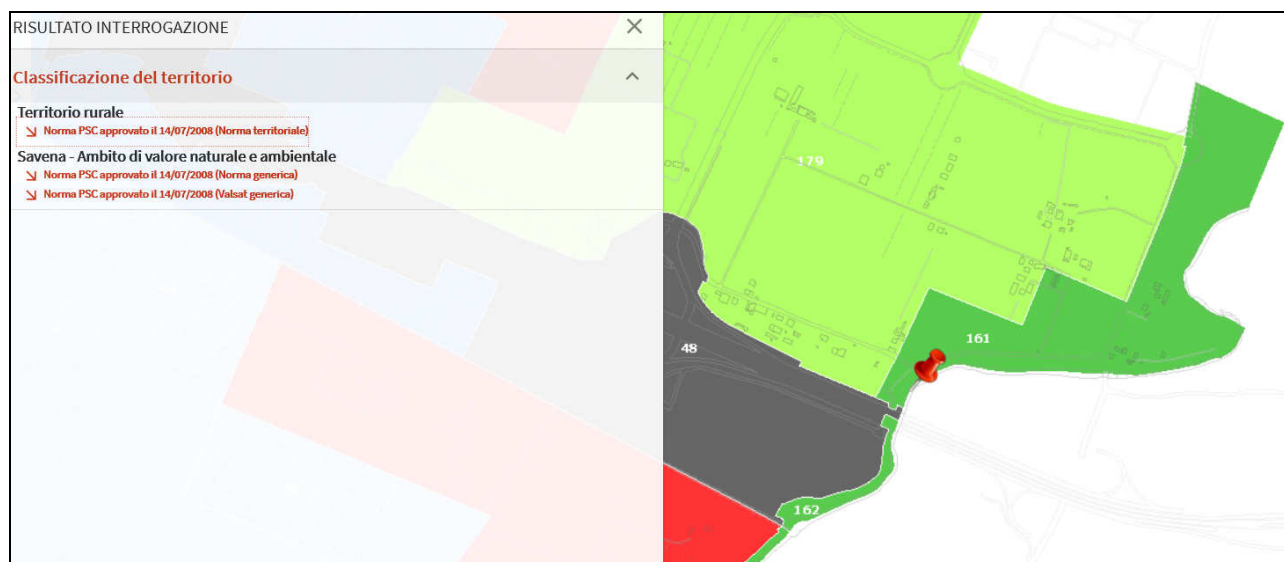 RISULTATO INTERROGAZIONE
Classificazione del territorio
Territorio rurale
Norma PSC approvato il 14/07/2008 (Norma territoriale)
Savena - Ambito di valore naturale e ambientale
Norma PSC approvato il 14/07/2008 (Norma generica)
Norma PSC approvato il 14/07/2008 (Valsat generica)
179
161
48
162